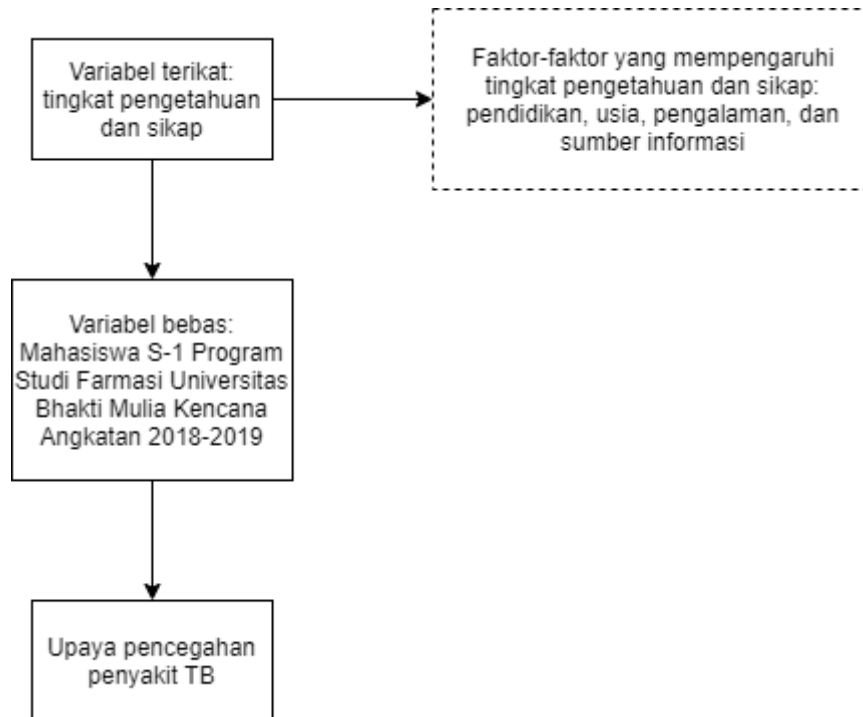 Variabel terikat:
tingkat pengetahuan
dan sikap
Faktor-faktor yang mempengaruhi
tingkat pengetahuan dan sikap:
pendidikan, usia, pengalaman, dan
sumber informasi
Variabel bebas:
Mahasiswa S-1 Program
Studi Farmasi Universitas
Bhakti Mulia Kencana
Angkatan 2018-2019
Upaya pencegahan
penyakit TB